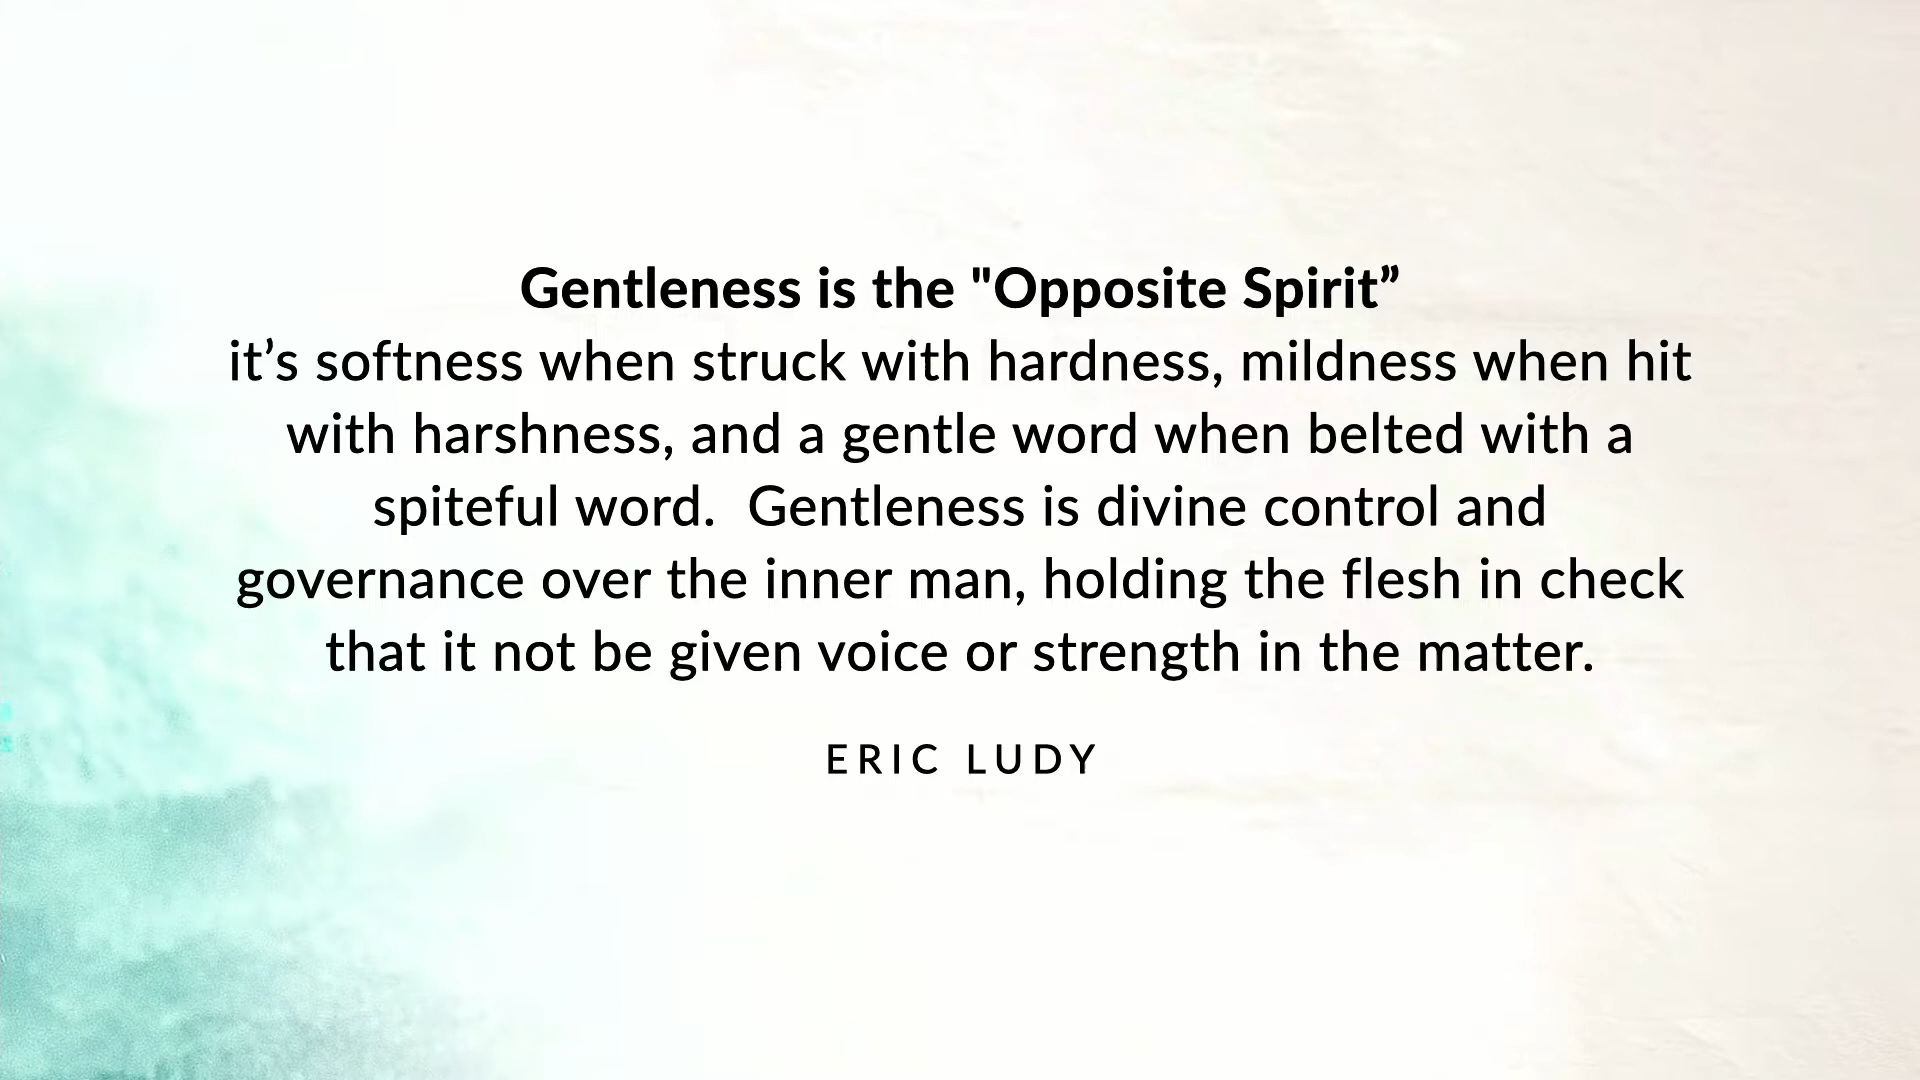 Gentleness is the "Opposite Spirit”
it’s softness when struck with hardness, mildness when hit
with harshness, and a gentle word when belted with a
spiteful word.  Gentleness is divine control and
governance over the inner man, holding the flesh in check
that it not be given voice or strength in the matter.
ERIC LUDY